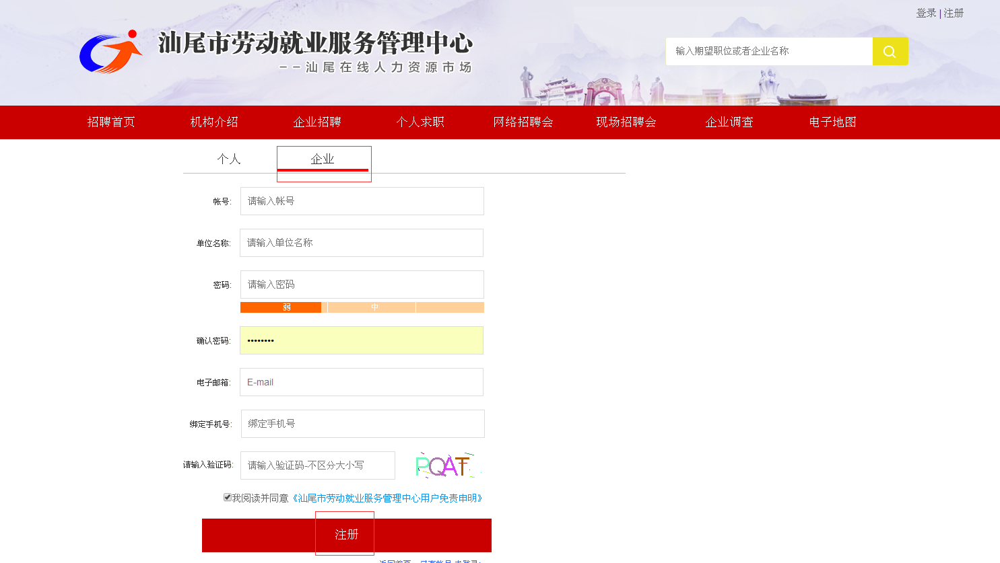 登录 | 注册
汕尾市劳动就业服务管理中心
--汕尾在线人力资源市场
输入期望职位或者企业名称
招聘首页 机构介绍 企业招聘 个人求职 网络招聘会 现场招聘会 企业调查 电子地图
个人 企业
帐号: 请输入帐号
单位名称: 请输入单位名称
密码: 请输入密码
弱 中
确认密码: ••••••••
电子邮箱: E-mail
绑定手机号: 绑定手机号
请输入验证码: 请输入验证码-不区分大小写 PQAT
我阅读并同意《汕尾市劳动就业服务管理中心用户免责申明》
注册